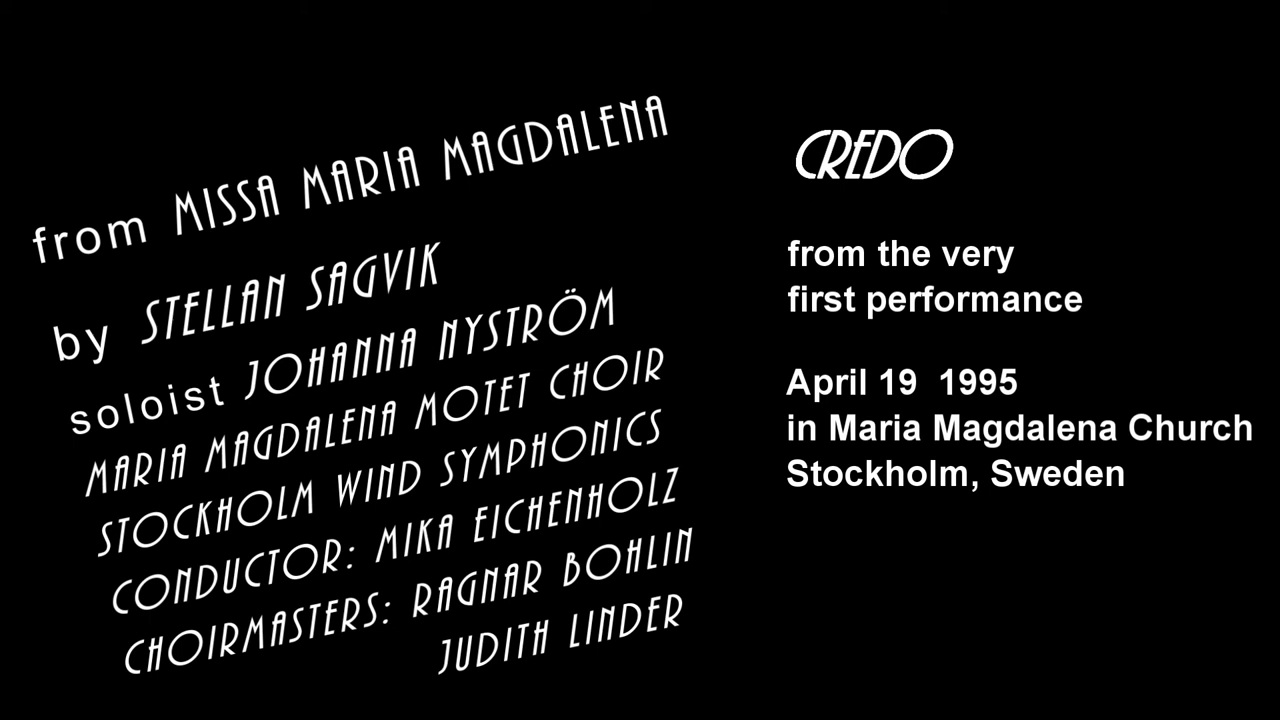 from MISSA MARIA MAGDALENA
by STELLAN SAGVIK
soloist JOHANNA NYSTRÖM
MARIA MAGDALENA MOTET CHOIR
STOCKHOLM WIND SYMPHONICS
CONDUCTOR: MIKA EICHENHOLZ
CHOIRMASTERS: RAGNAR BOHLIN
JUDITH LINDER
CREDO
from the very
first performance
April 19 1995
in Maria Magdalena Church
Stockholm, Sweden